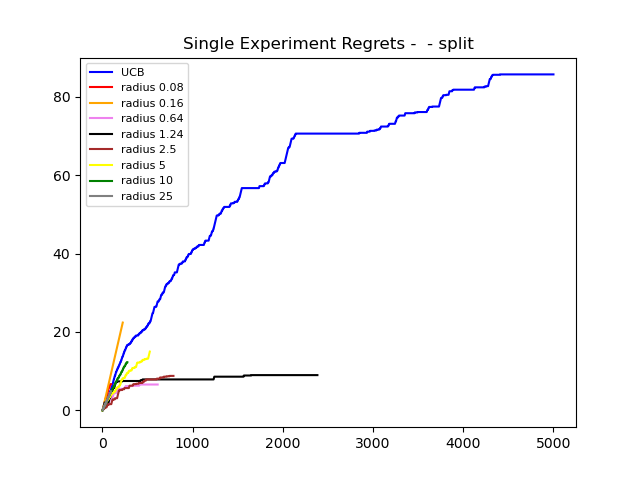 Single Experiment Regrets -  - split
UCB
radius 0.08
radius 0.16
radius 0.64
radius 1.24
radius 2.5
radius 5
radius 10
radius 25
80
60
40
20
0
0 1000 2000 3000 4000 5000